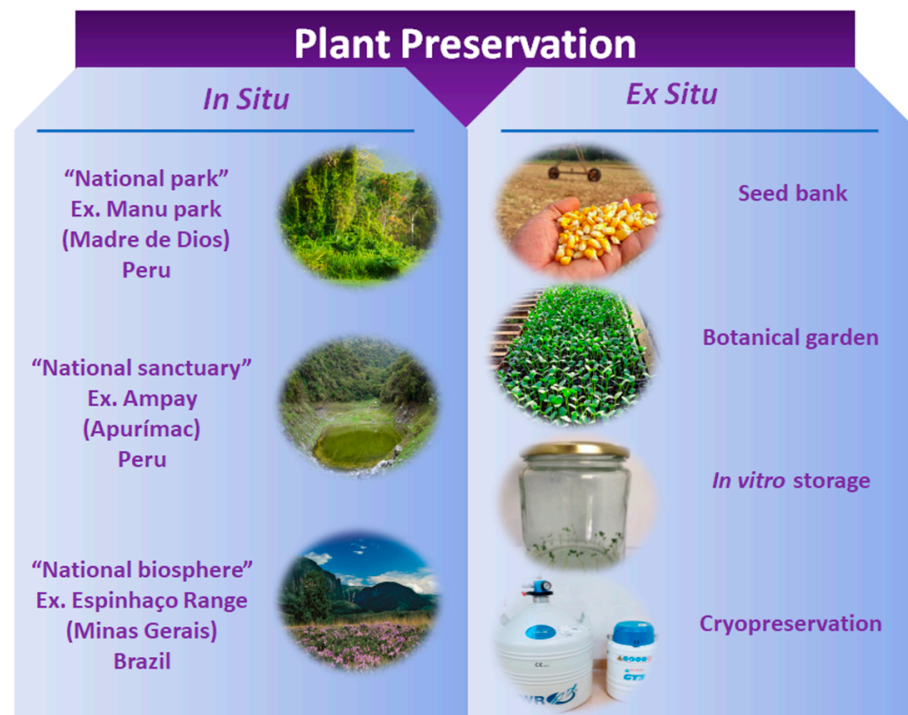 Plant Preservation
In Situ
“National park”
Ex. Manu park
(Madre de Dios)
Peru
“National sanctuary”
Ex. Ampay
(Apurímac)
Peru
“National biosphere”
Ex. Espinhaço Range
(Minas Gerais)
Brazil
Ex Situ
Seed bank
Botanical garden
In vitro storage
Cryopreservation